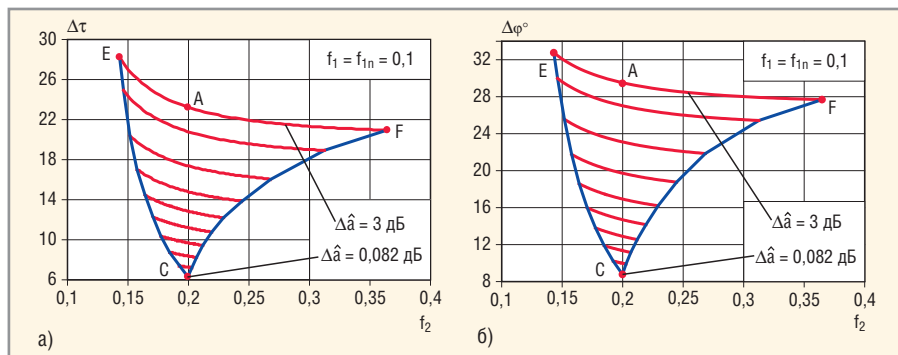 Δτ
30
26
22
18
14
10
6
0,1
0,15
0,2
0,25
0,3
0,35
0,4
f₂
E
A
F
C
f₁ = f₁ₙ = 0,1
Δâ = 3 дБ
Δâ = 0,082 дБ
а)
Δφ°
32
28
24
20
16
12
8
0,1
0,15
0,2
0,25
0,3
0,35
0,4
f₂
E
A
F
C
f₁ = f₁ₙ = 0,1
Δâ = 3 дБ
Δâ = 0,082 дБ
б)